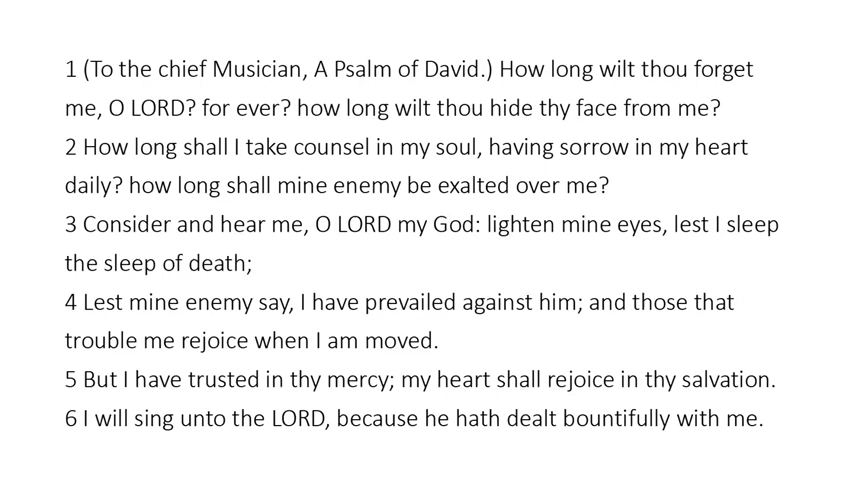 1 (To the chief Musician, A Psalm of David.) How long wilt thou forget
me, O LORD? for ever? how long wilt thou hide thy face from me?
2 How long shall I take counsel in my soul, having sorrow in my heart
daily? how long shall mine enemy be exalted over me?
3 Consider and hear me, O LORD my God: lighten mine eyes, lest I sleep
the sleep of death;
4 Lest mine enemy say, I have prevailed against him; and those that
trouble me rejoice when I am moved.
5 But I have trusted in thy mercy; my heart shall rejoice in thy salvation.
6 I will sing unto the LORD, because he hath dealt bountifully with me.